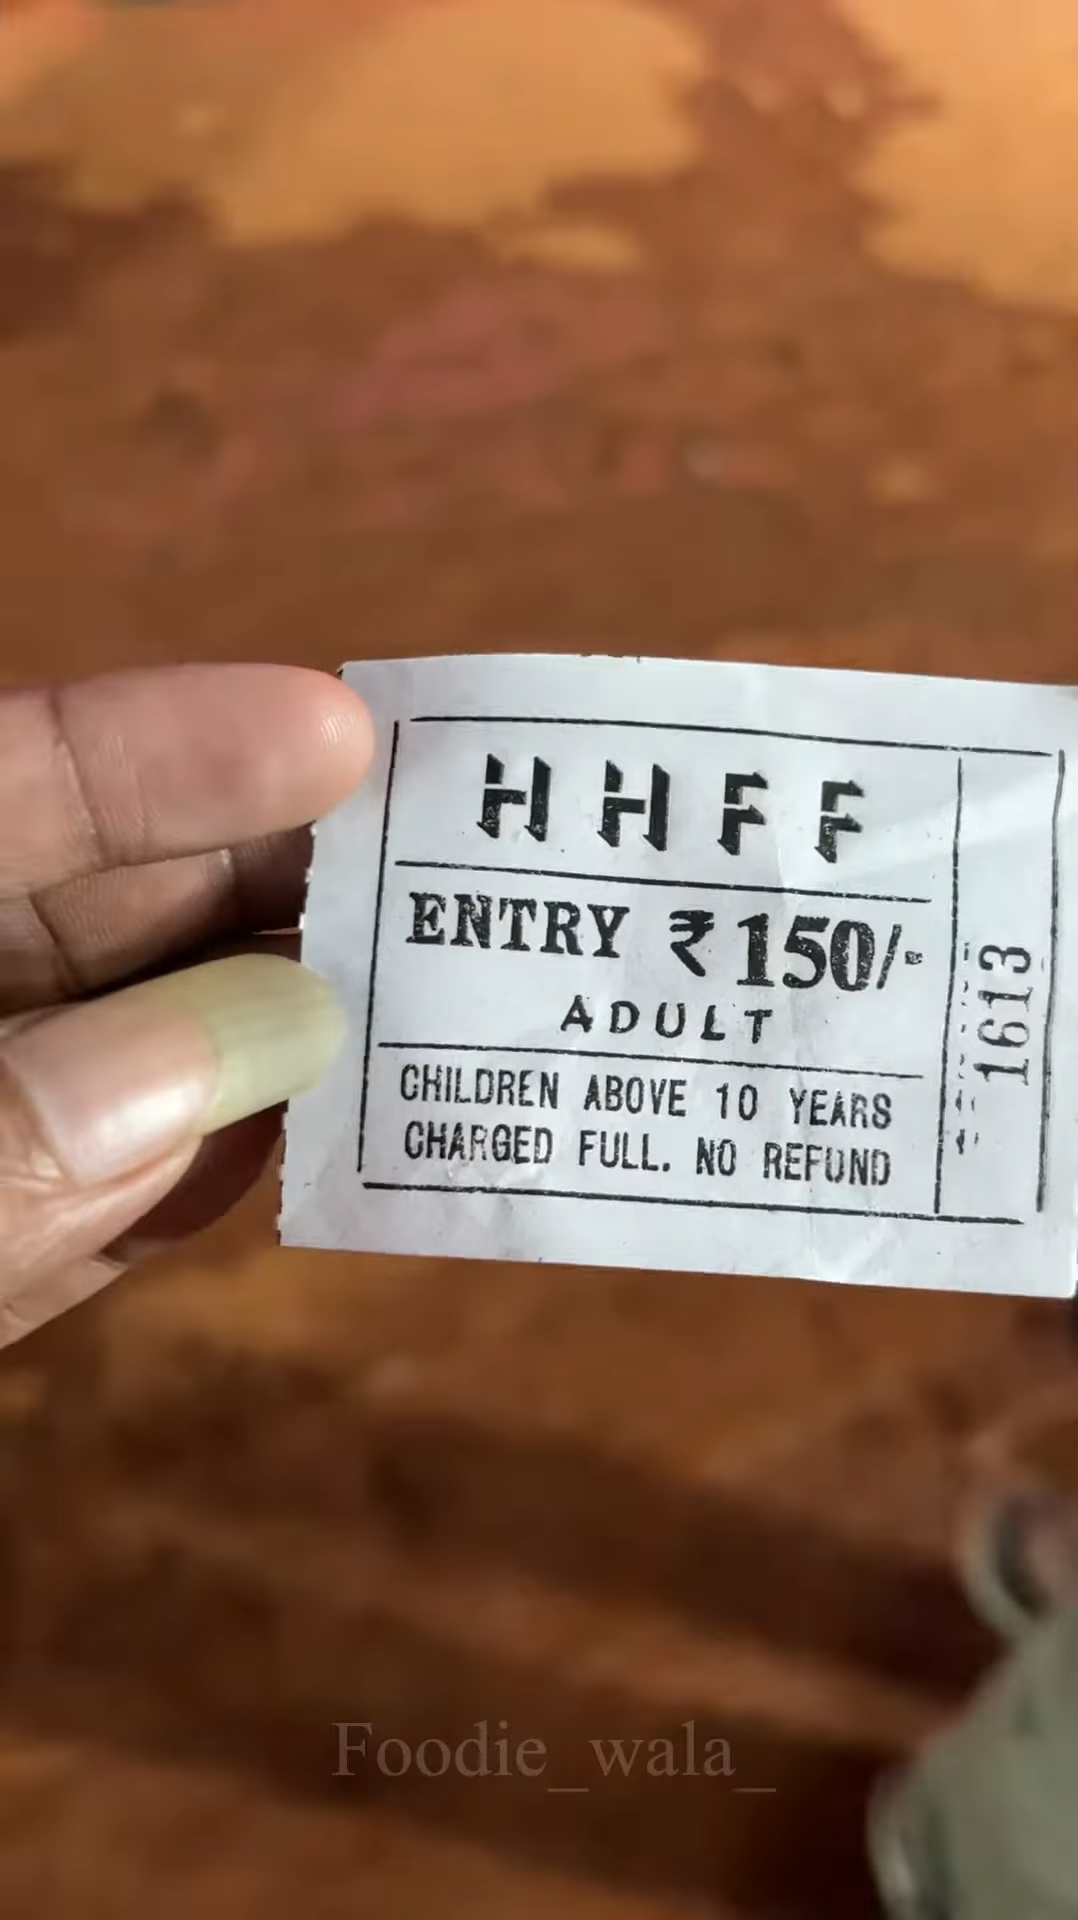 HHFF
ENTRY ₹150/-
ADULT
CHILDREN ABOVE 10 YEARS
CHARGED FULL. NO REFUND
1613
Foodie_wala_